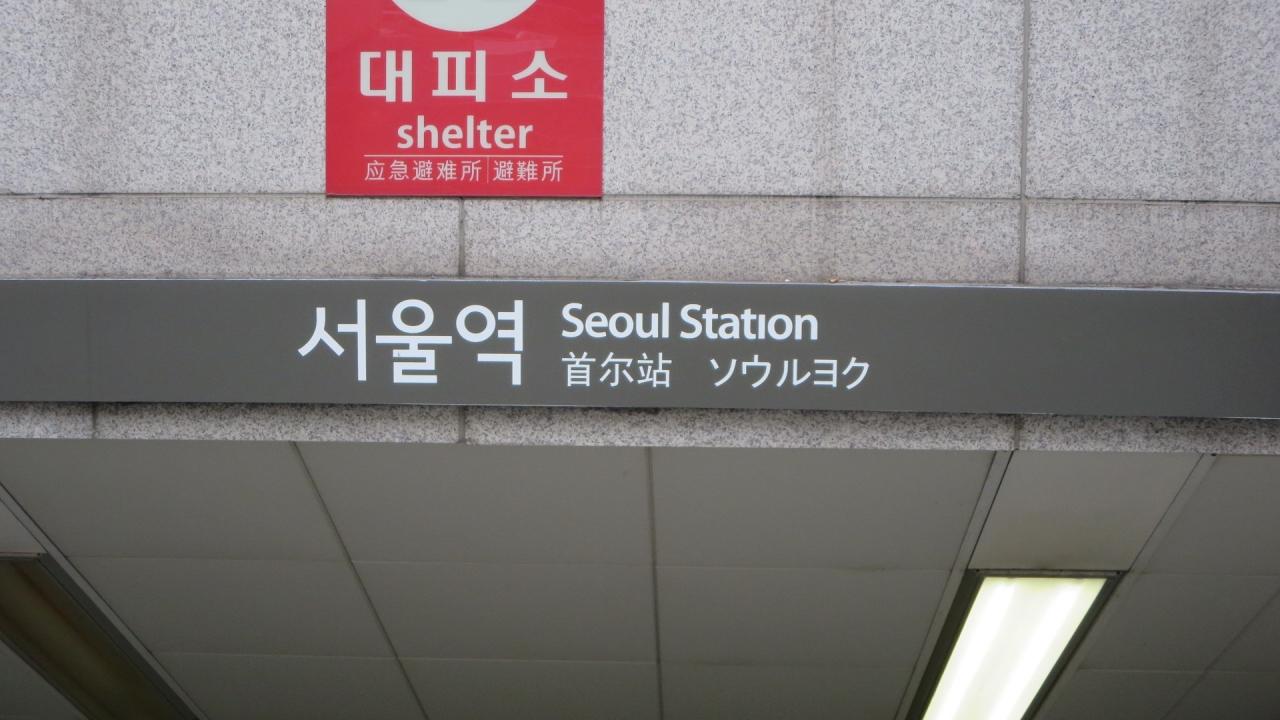 대피소
shelter
应急避难所 | 避難所
서울역 Seoul Station
首尔站 ソウルヨク